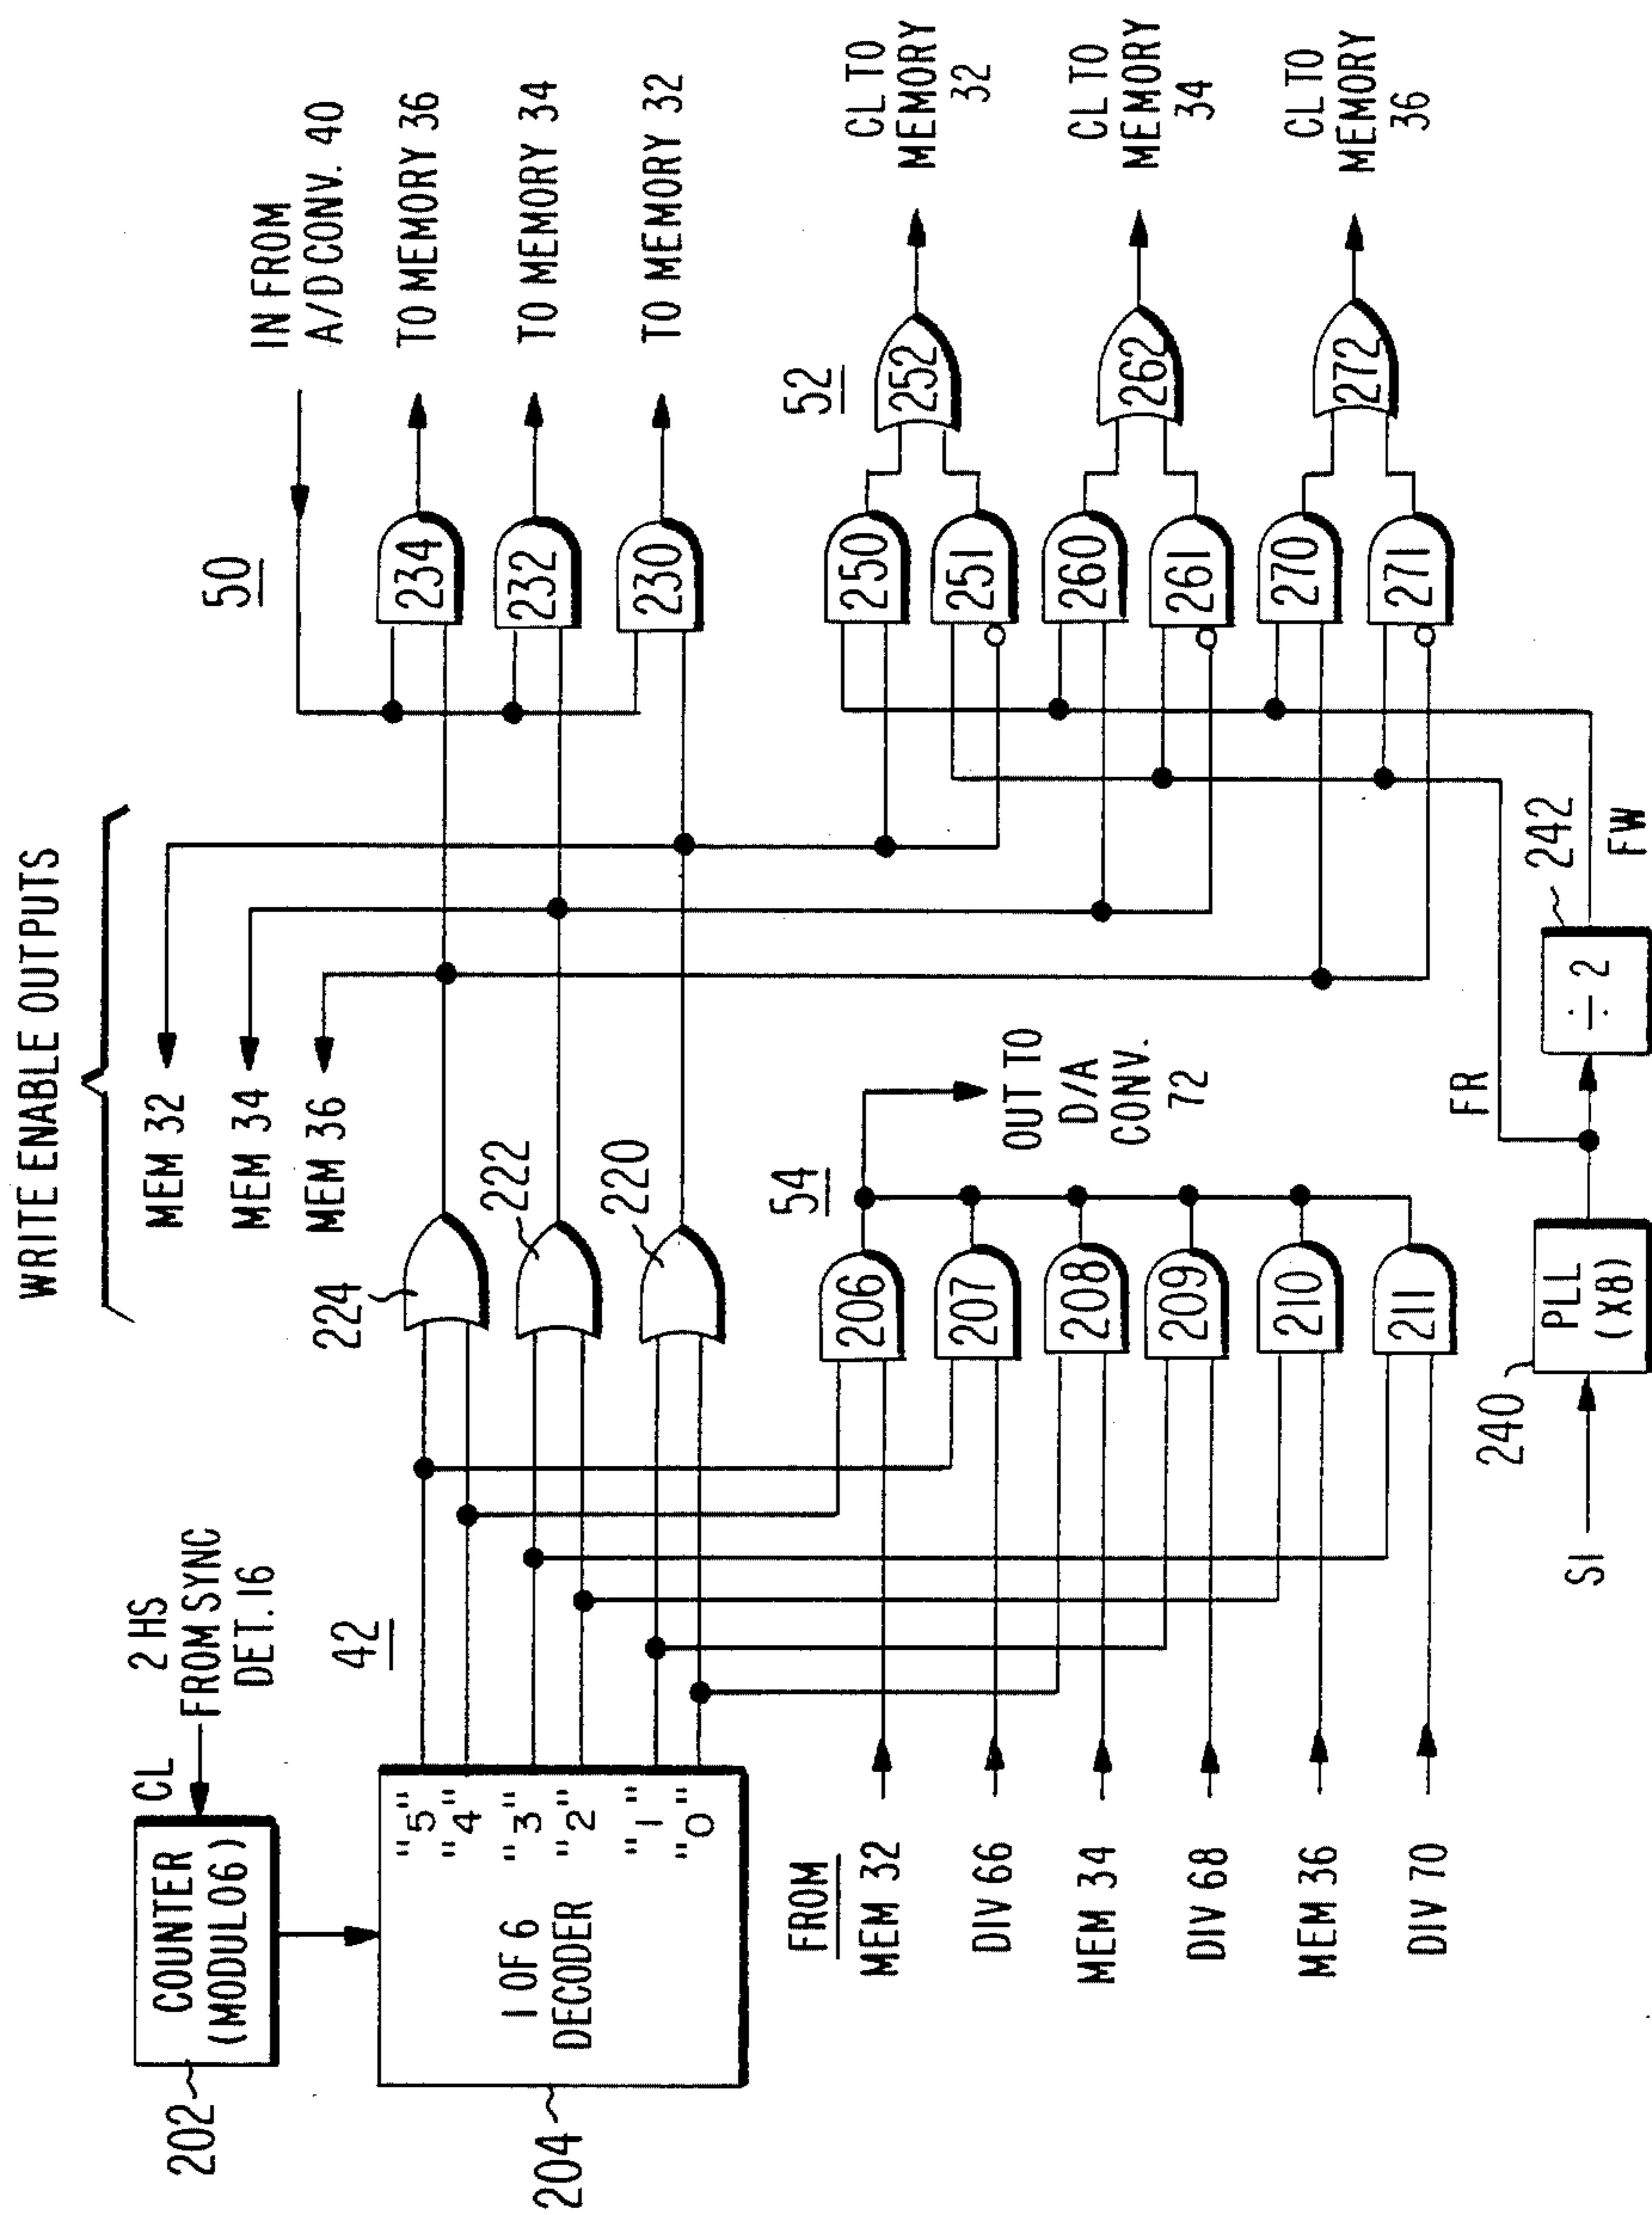 WRITE ENABLE OUTPUTS
MEM 32
MEM 34
MEM 36
CL
2 HS
FROM SYNC
DET. 16
COUNTER
(MODULO6)
202
42
204
1 OF 6
DECODER
"5"
"4"
"3"
"2"
"1"
"0"
224
222
220
50
IN FROM
A/D CONV. 40
234
232
230
TO MEMORY 36
TO MEMORY 34
TO MEMORY 32
FROM
MEM 32
DIV 66
MEM 34
DIV 68
MEM 36
DIV 70
54
206
207
208
209
210
211
OUT TO
D/A
CONV.
72
52
250
251
260
261
270
271
252
262
272
CL TO
MEMORY
32
CL TO
MEMORY
34
CL TO
MEMORY
36
SI
240
PLL
(X8)
FR
÷ 2
242
FW